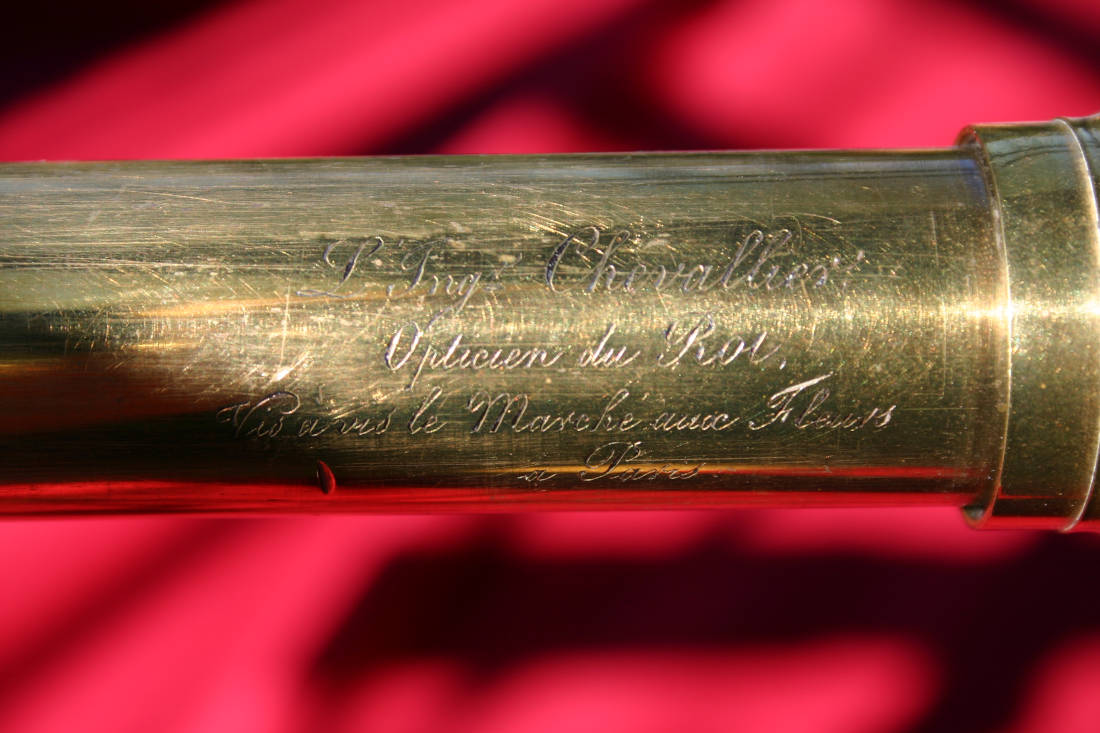 L'Ingr Chevallier,
Opticien du Roi,
Vis à vis le Marché aux Fleurs
a Paris